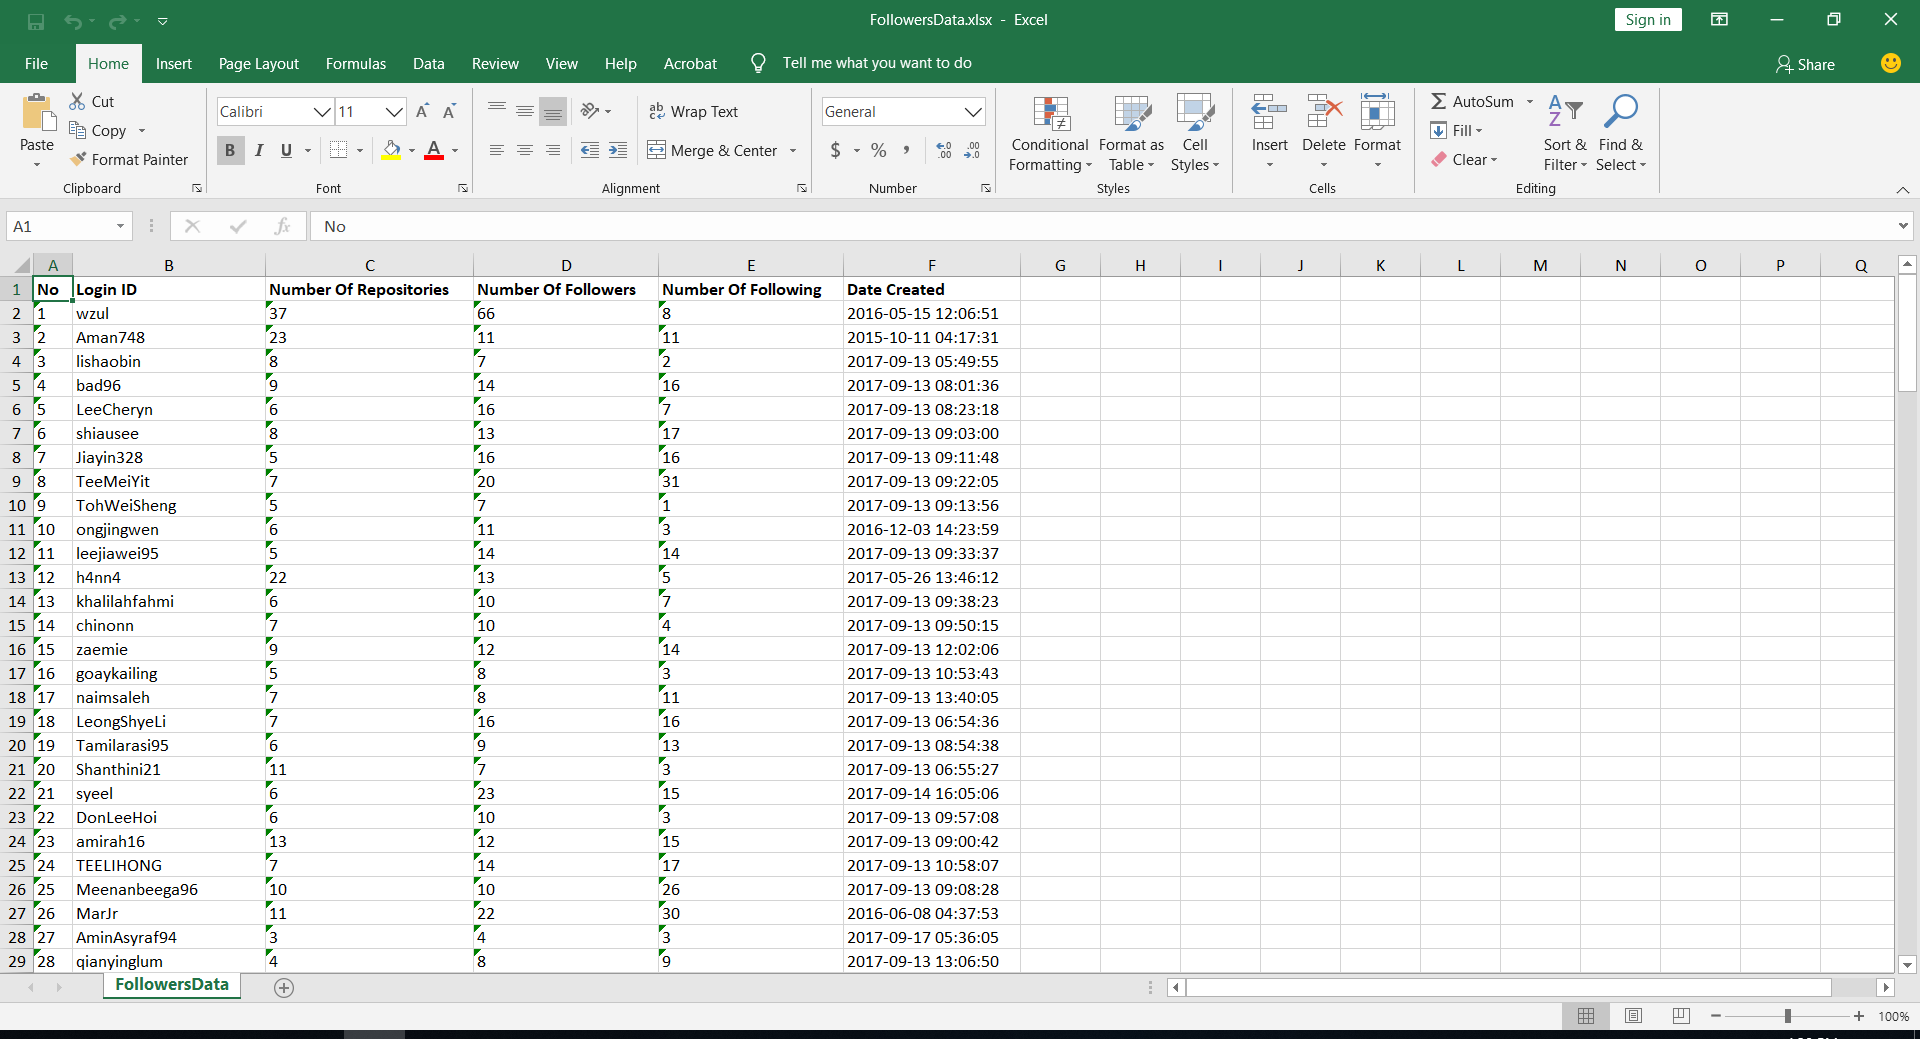 FollowersData.xlsx - Excel
Sign in
File Home Insert Page Layout Formulas Data Review View Help Acrobat Tell me what you want to do Share
Paste
Cut
Copy
Format Painter
Clipboard
Calibri 11
B I U A
Font
Wrap Text
Merge & Center
Alignment
General
$ % ,
Number
Conditional Formatting
Format as Table
Cell Styles
Styles
Insert Delete Format
Cells
AutoSum
Fill
Clear
Sort & Filter
Find & Select
Editing
A1 fx No
A B C D E F G H I J K L M N O P Q
1 No Login ID Number Of Repositories Number Of Followers Number Of Following Date Created
2 1 wzul 37 66 8 2016-05-15 12:06:51
3 2 Aman748 23 11 11 2015-10-11 04:17:31
4 3 lishaobin 8 7 2 2017-09-13 05:49:55
5 4 bad96 9 14 16 2017-09-13 08:01:36
6 5 LeeCheryn 6 16 7 2017-09-13 08:23:18
7 6 shiausee 8 13 17 2017-09-13 09:03:00
8 7 Jiayin328 5 16 16 2017-09-13 09:11:48
9 8 TeeMeiYit 7 20 31 2017-09-13 09:22:05
10 9 TohWeiSheng 5 7 1 2017-09-13 09:13:56
11 10 ongjingwen 6 11 3 2016-12-03 14:23:59
12 11 leejiawei95 5 14 14 2017-09-13 09:33:37
13 12 h4nn4 22 13 5 2017-05-26 13:46:12
14 13 khalilahfahmi 6 10 7 2017-09-13 09:38:23
15 14 chinonn 7 10 4 2017-09-13 09:50:15
16 15 zaemie 9 12 14 2017-09-13 12:02:06
17 16 goaykailing 5 8 3 2017-09-13 10:53:43
18 17 naimsaleh 7 8 11 2017-09-13 13:40:05
19 18 LeongShyeLi 7 16 16 2017-09-13 06:54:36
20 19 Tamilarasi95 6 9 13 2017-09-13 08:54:38
21 20 Shanthini21 11 7 3 2017-09-13 06:55:27
22 21 syeel 6 23 15 2017-09-14 16:05:06
23 22 DonLeeHoi 6 10 3 2017-09-13 09:57:08
24 23 amirah16 13 12 15 2017-09-13 09:00:42
25 24 TEELIHONG 7 14 17 2017-09-13 10:58:07
26 25 Meenanbeega96 10 10 26 2017-09-13 09:08:28
27 26 MarJr 11 22 30 2016-06-08 04:37:53
28 27 AminAsyraf94 3 4 3 2017-09-17 05:36:05
29 28 qianyinglum 4 8 9 2017-09-13 13:06:50
FollowersData
100%